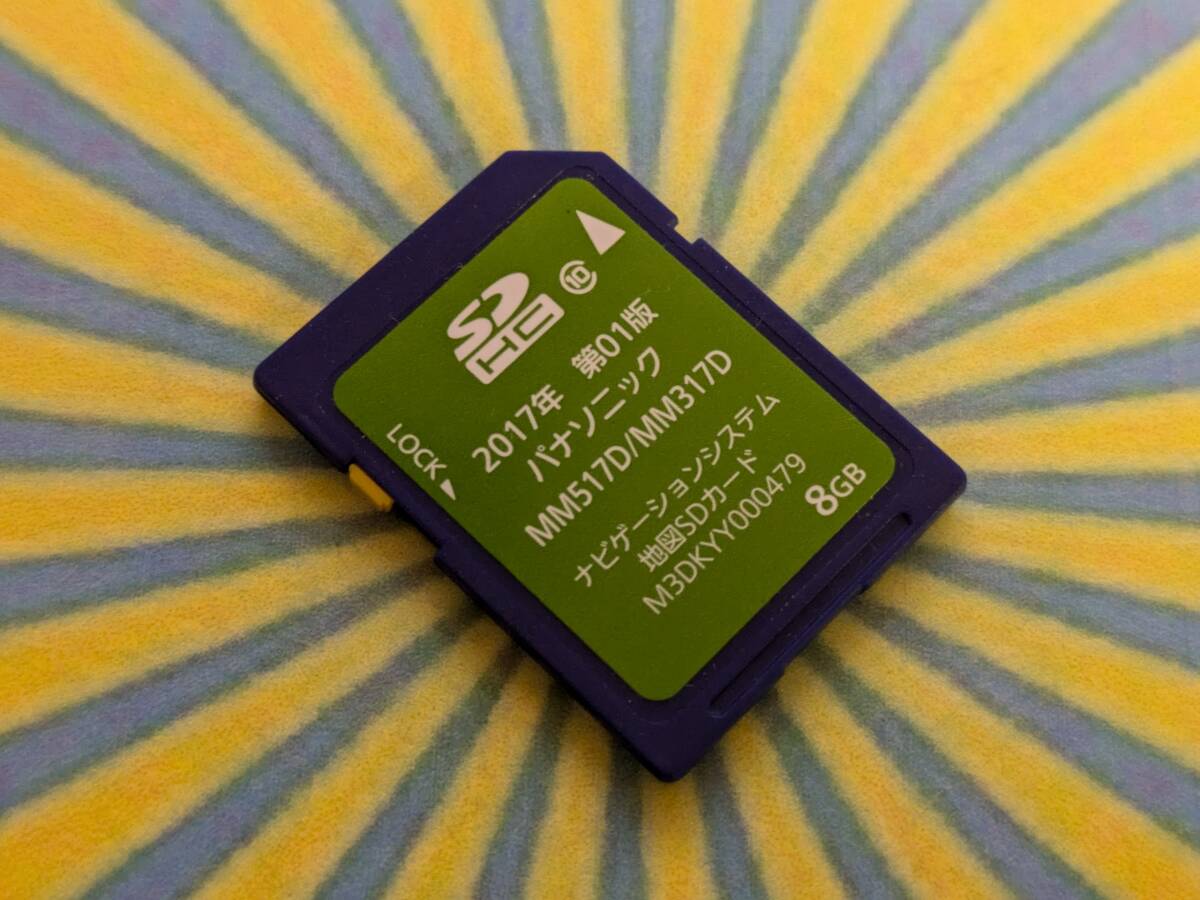 SDHC ⑩
2017年 第01版
パナソニック
MM517D/MM317D
ナビゲーションシステム
地図SDカード
M3DKYY000479
8GB
LOCK